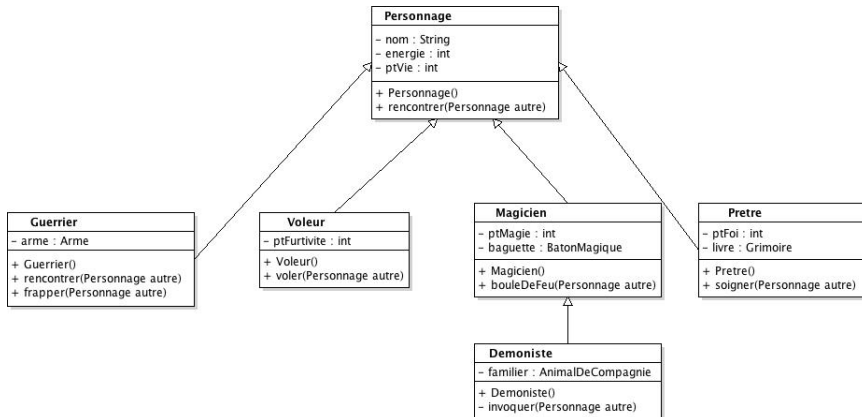 Personnage
– nom : String
– energie : int
– ptVie : int
+ Personnage()
+ rencontrer(Personnage autre)
Guerrier
– arme : Arme
+ Guerrier()
+ rencontrer(Personnage autre)
+ frapper(Personnage autre)
Voleur
– ptFurtivite : int
+ Voleur()
+ voler(Personnage autre)
Magicien
– ptMagie : int
– baguette : BatonMagique
+ Magicien()
+ bouleDeFeu(Personnage autre)
Pretre
– ptFoi : int
– livre : Grimoire
+ Pretre()
+ soigner(Personnage autre)
Demoniste
– familier : AnimalDeCompagnie
+ Demoniste()
– invoquer(Personnage autre)